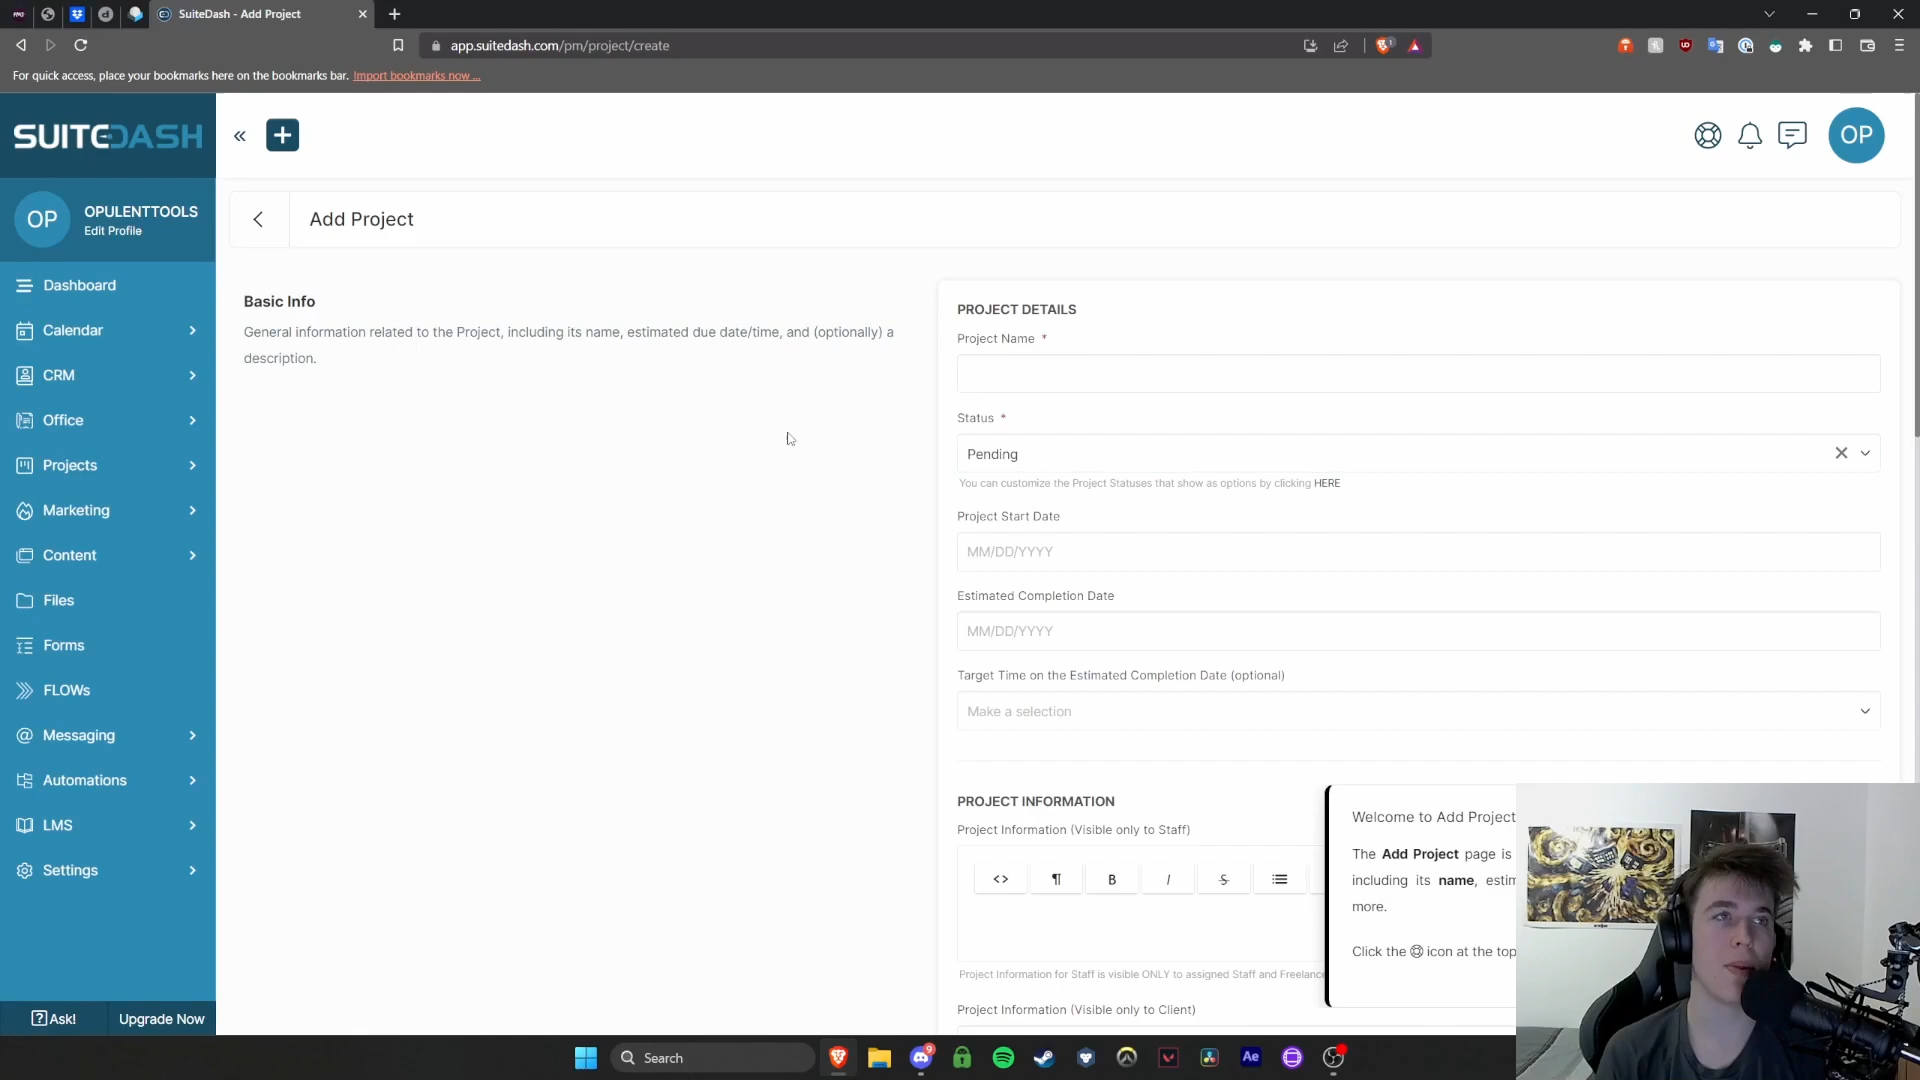 SuiteDash - Add Project
app.suitedash.com/pm/project/create
For quick access, place your bookmarks here on the bookmarks bar. Import bookmarks now ...
SUITEDASH
OP
OP
OPULENTTOOLS
Edit Profile
Add Project
Dashboard
Calendar
CRM
Office
Projects
Marketing
Content
Files
Forms
FLOWs
Messaging
Automations
LMS
Settings
?Ask!
Upgrade Now
Basic Info
General information related to the Project, including its name, estimated due date/time, and (optionally) a
description.
PROJECT DETAILS
Project Name *
Status *
Pending
You can customize the Project Statuses that show as options by clicking HERE
Project Start Date
MM/DD/YYYY
Estimated Completion Date
MM/DD/YYYY
Target Time on the Estimated Completion Date (optional)
Make a selection
PROJECT INFORMATION
Project Information (Visible only to Staff)
<> ¶ B I S
Project Information for Staff is visible ONLY to assigned Staff and Freelance
Project Information (Visible only to Client)
Welcome to Add Project
The Add Project page is
including its name, estim
more.
Click the icon at the top
Search
9
Ae